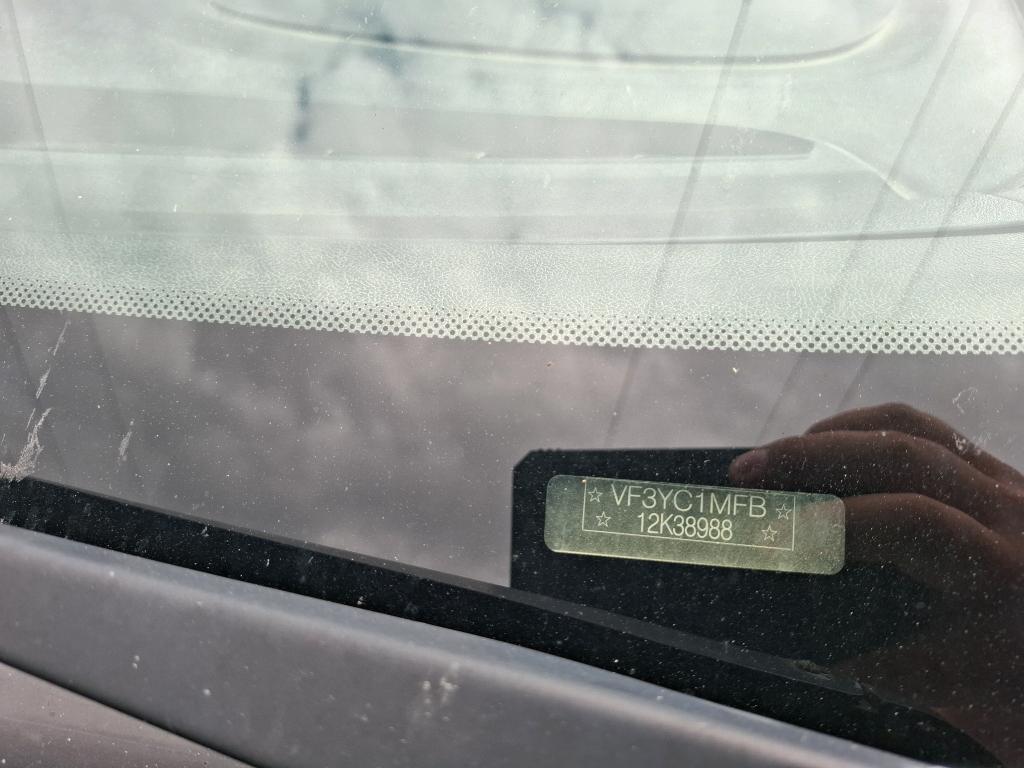 ☆ VF3YC1MFB ☆
☆ 12K38988 ☆